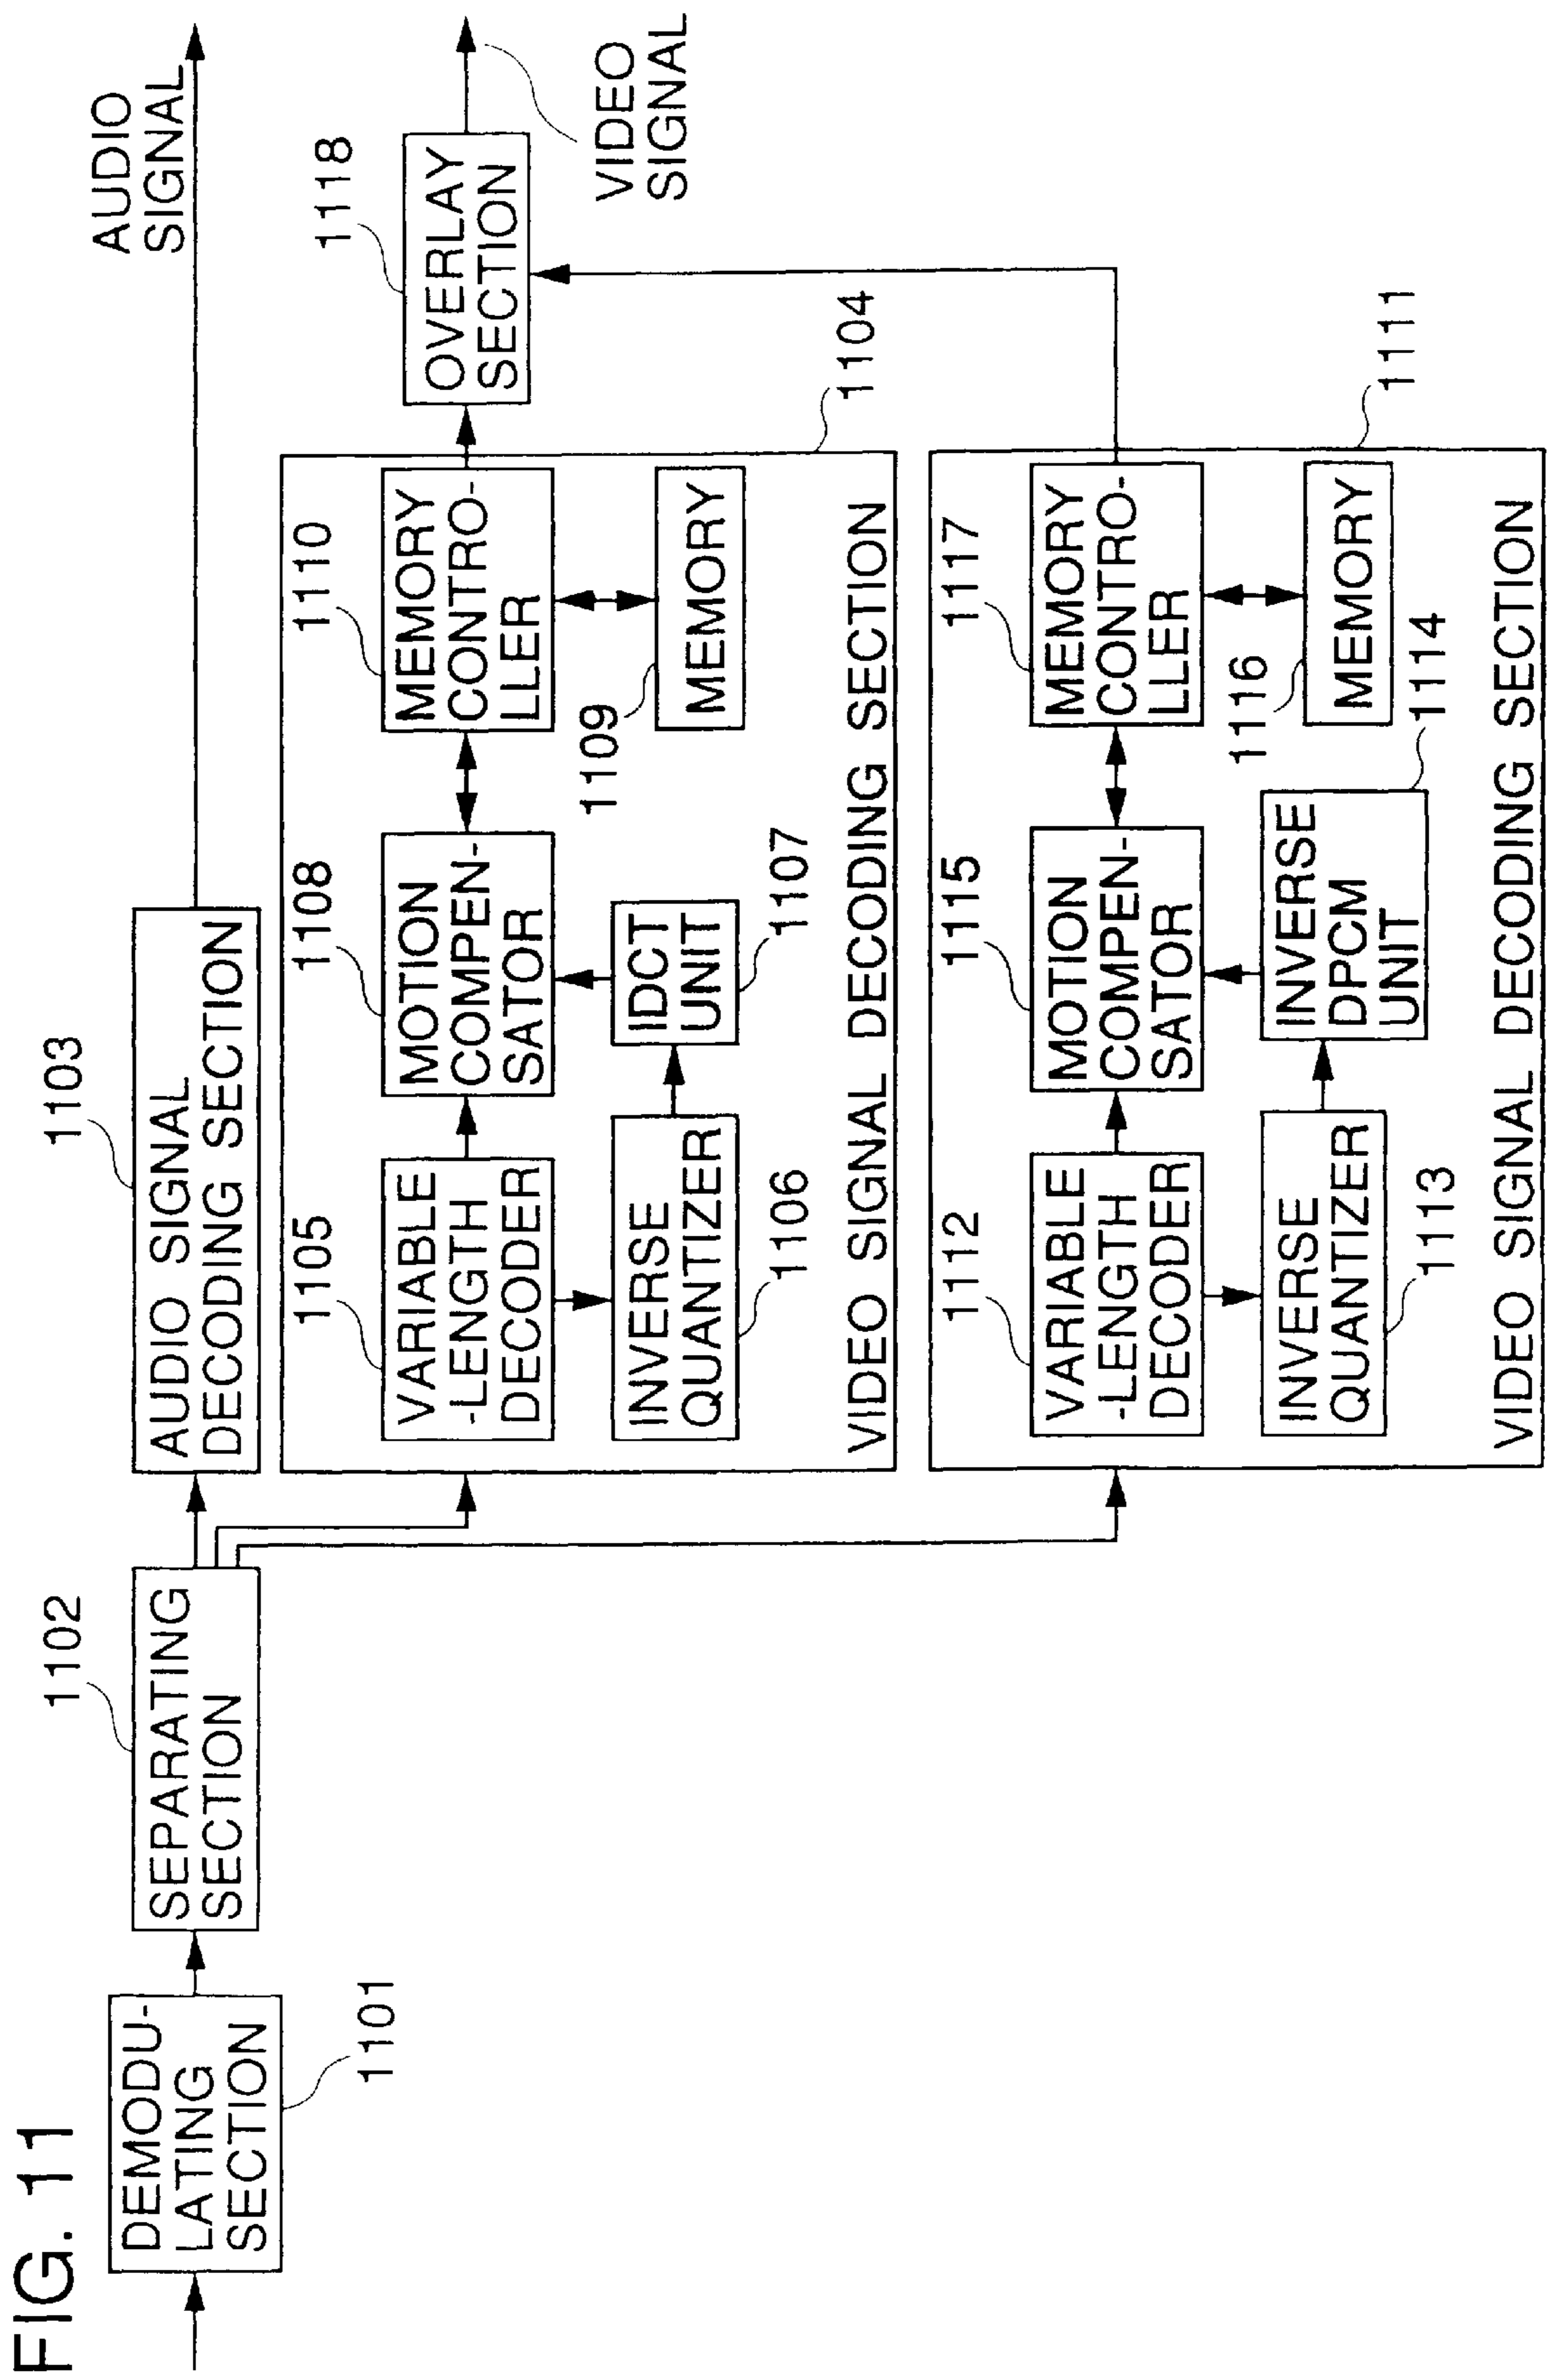 FIG. 11
DEMODU-
LATING
SECTION
1101
1102
SEPARATING
SECTION
1103
AUDIO SIGNAL
DECODING SECTION
AUDIO
SIGNAL
1105
VARIABLE
-LENGTH
DECODER
1108
MOTION
COMPEN-
SATOR
1110
MEMORY
CONTRO-
LLER
1118
OVERLAY
SECTION
VIDEO
SIGNAL
INVERSE
QUANTIZER
1106
IDCT
UNIT
1107
1109
MEMORY
1104
VIDEO SIGNAL DECODING SECTION
1112
VARIABLE
-LENGTH
DECODER
1115
MOTION
COMPEN-
SATOR
1117
MEMORY
CONTRO-
LLER
INVERSE
QUANTIZER
1113
INVERSE
DPCM
UNIT
1114
1116
MEMORY
1111
VIDEO SIGNAL DECODING SECTION